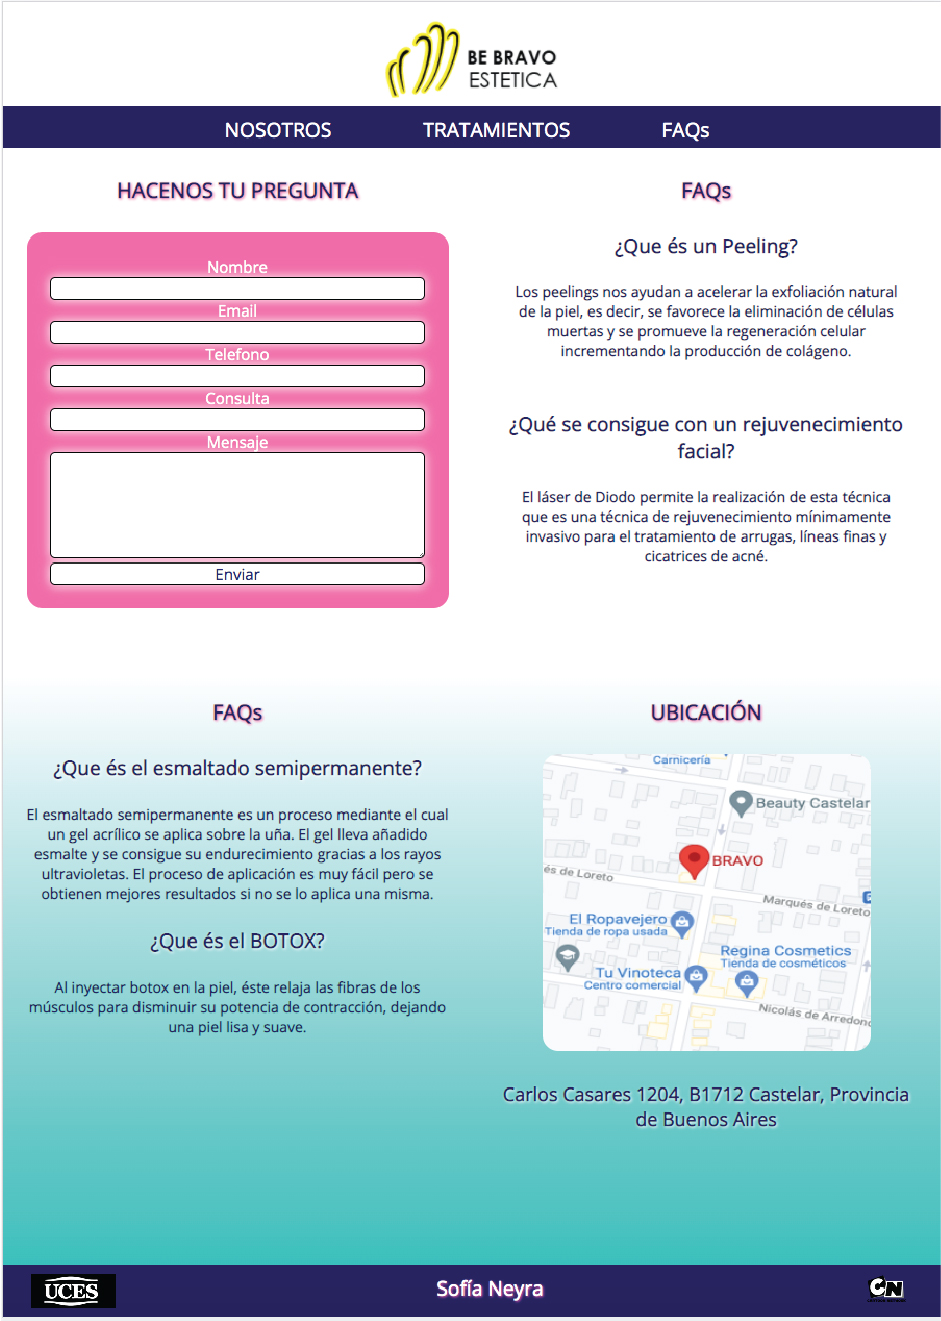 BE BRAVO
ESTETICA
NOSOTROS
TRATAMIENTOS
FAQs
HACENOS TU PREGUNTA
Nombre
Email
Telefono
Consulta
Mensaje
Enviar
FAQs
¿Que és un Peeling?
Los peelings nos ayudan a acelerar la exfoliación natural
de la piel, es decir, se favorece la eliminación de células
muertas y se promueve la regeneración celular
incrementando la producción de colágeno.
¿Qué se consigue con un rejuvenecimiento
facial?
El láser de Diodo permite la realización de esta técnica
que es una técnica de rejuvenecimiento mínimamente
invasivo para el tratamiento de arrugas, líneas finas y
cicatrices de acné.
FAQs
¿Que és el esmaltado semipermanente?
El esmaltado semipermanente es un proceso mediante el cual
un gel acrílico se aplica sobre la uña. El gel lleva añadido
esmalte y se consigue su endurecimiento gracias a los rayos
ultravioletas. El proceso de aplicación es muy fácil pero se
obtienen mejores resultados si no se lo aplica una misma.
¿Que és el BOTOX?
Al inyectar botox en la piel, éste relaja las fibras de los
músculos para disminuir su potencia de contracción, dejando
una piel lisa y suave.
UBICACIÓN
Carnicería
Beauty Castelar
BRAVO
és de Loreto
Marqués de Loreto
El Ropavejero
Tienda de ropa usada
Regina Cosmetics
Tienda de cosméticos
Tu Vinoteca
Centro comercial
Nicolás de Arredono
Carlos Casares 1204, B1712 Castelar, Provincia
de Buenos Aires
UCES
Sofía Neyra
CN